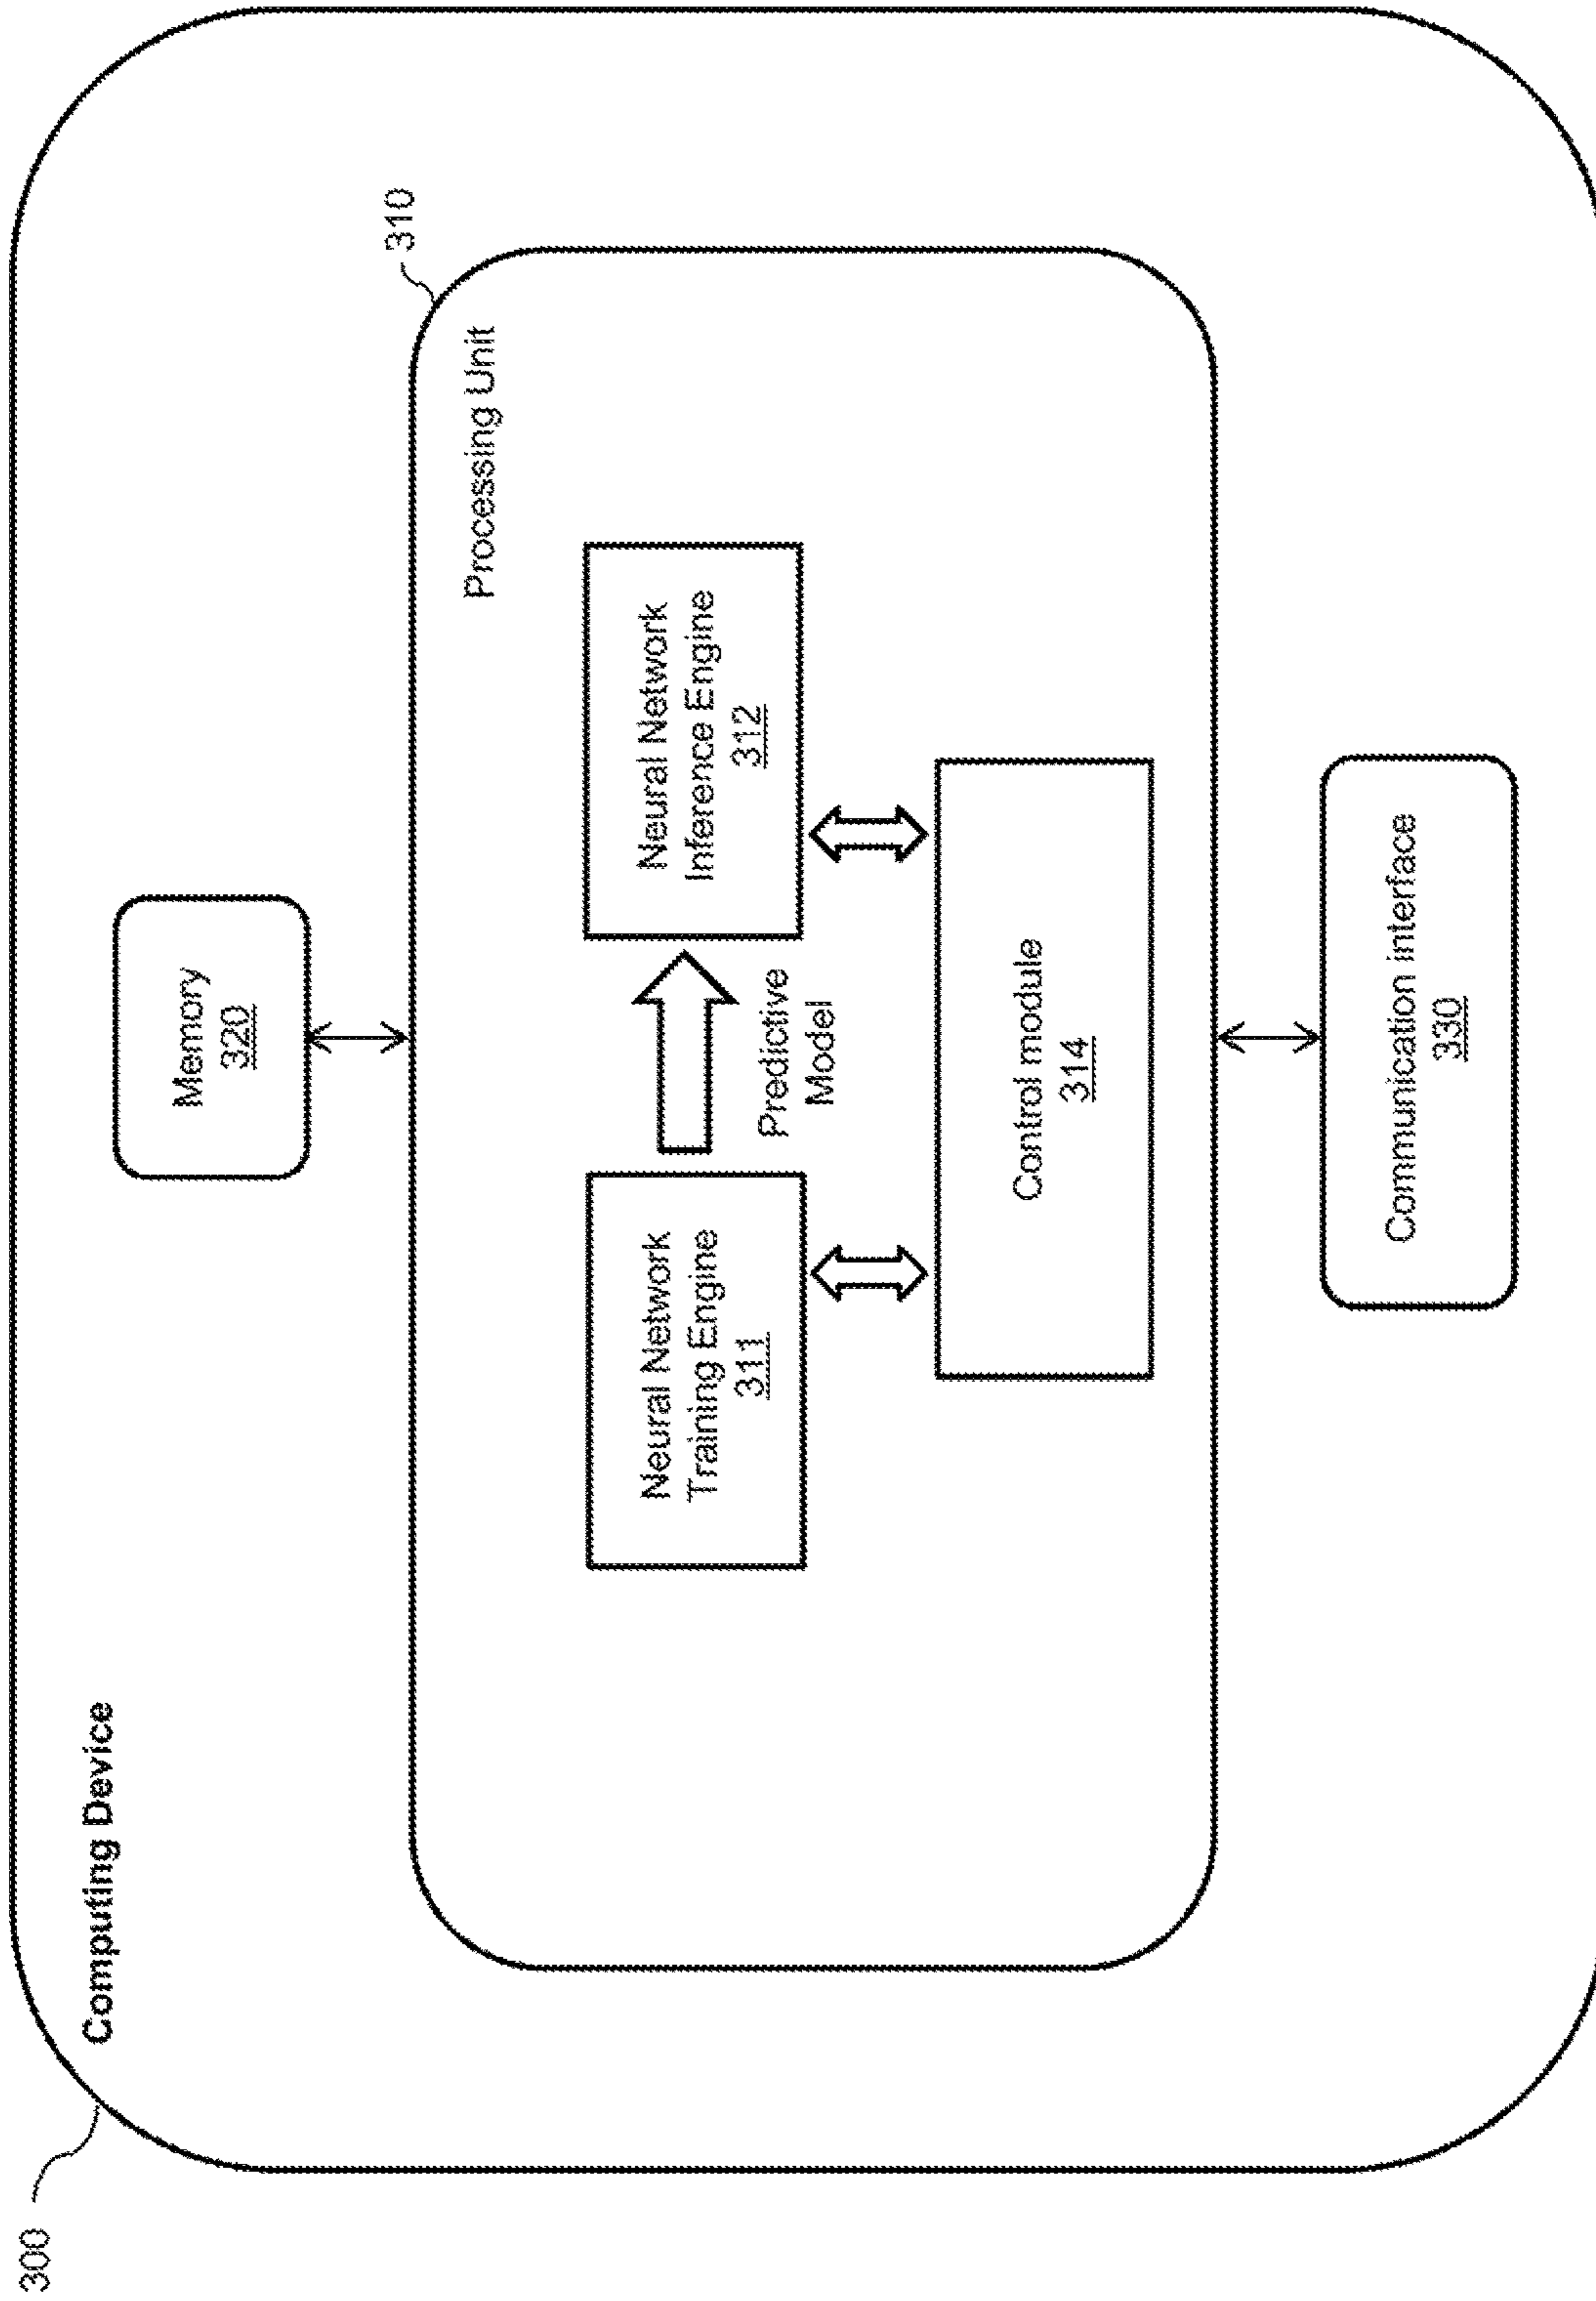 300
Computing Device
Memory
320
310
Processing Unit
Neural Network
Training Engine
311
Predictive
Model
Neural Network
Inference Engine
312
Control module
314
Communication interface
330